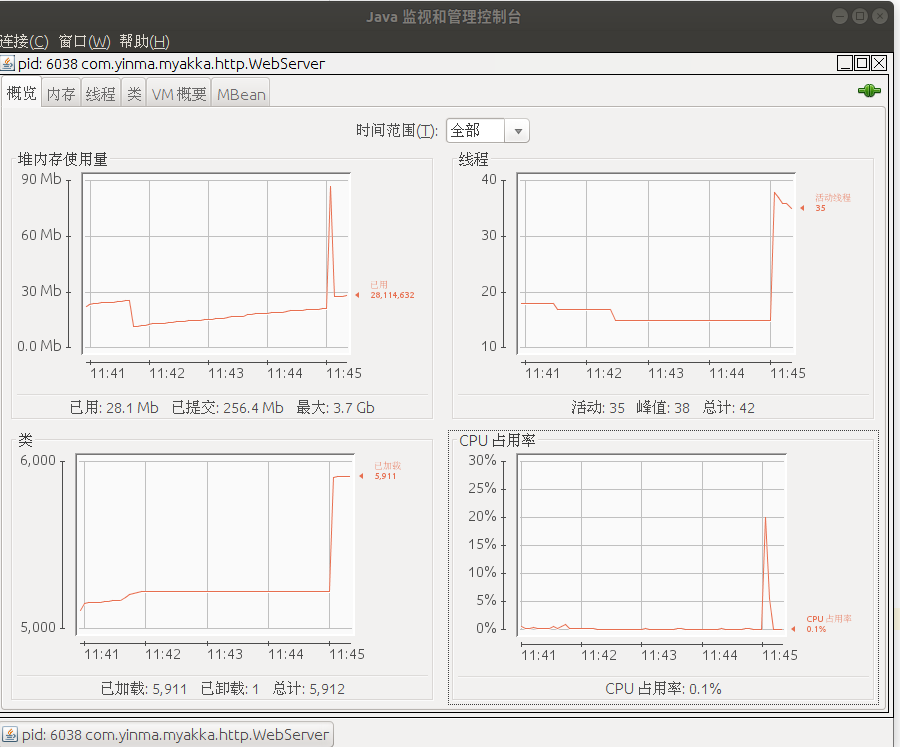 Java 监视和管理控制台
连接(C) 窗口(W) 帮助(H)
pid: 6038 com.yinma.myakka.http.WebServer
概览 内存 线程 类 VM 概要 MBean
时间范围(T): 全部
堆内存使用量
90 Mb
60 Mb
30 Mb
0.0 Mb
已用
28,114,632
11:41 11:42 11:43 11:44 11:45
已用: 28.1 Mb 已提交: 256.4 Mb 最大: 3.7 Gb
线程
40
30
20
10
活动线程
35
11:41 11:42 11:43 11:44 11:45
活动: 35 峰值: 38 总计: 42
类
6,000
5,000
已加载
5,911
11:41 11:42 11:43 11:44 11:45
已加载: 5,911 已卸载: 1 总计: 5,912
CPU 占用率
30%
25%
20%
15%
10%
5%
0%
CPU 占用率
0.1%
11:41 11:42 11:43 11:44 11:45
CPU 占用率: 0.1%
pid: 6038 com.yinma.myakka.http.WebServer